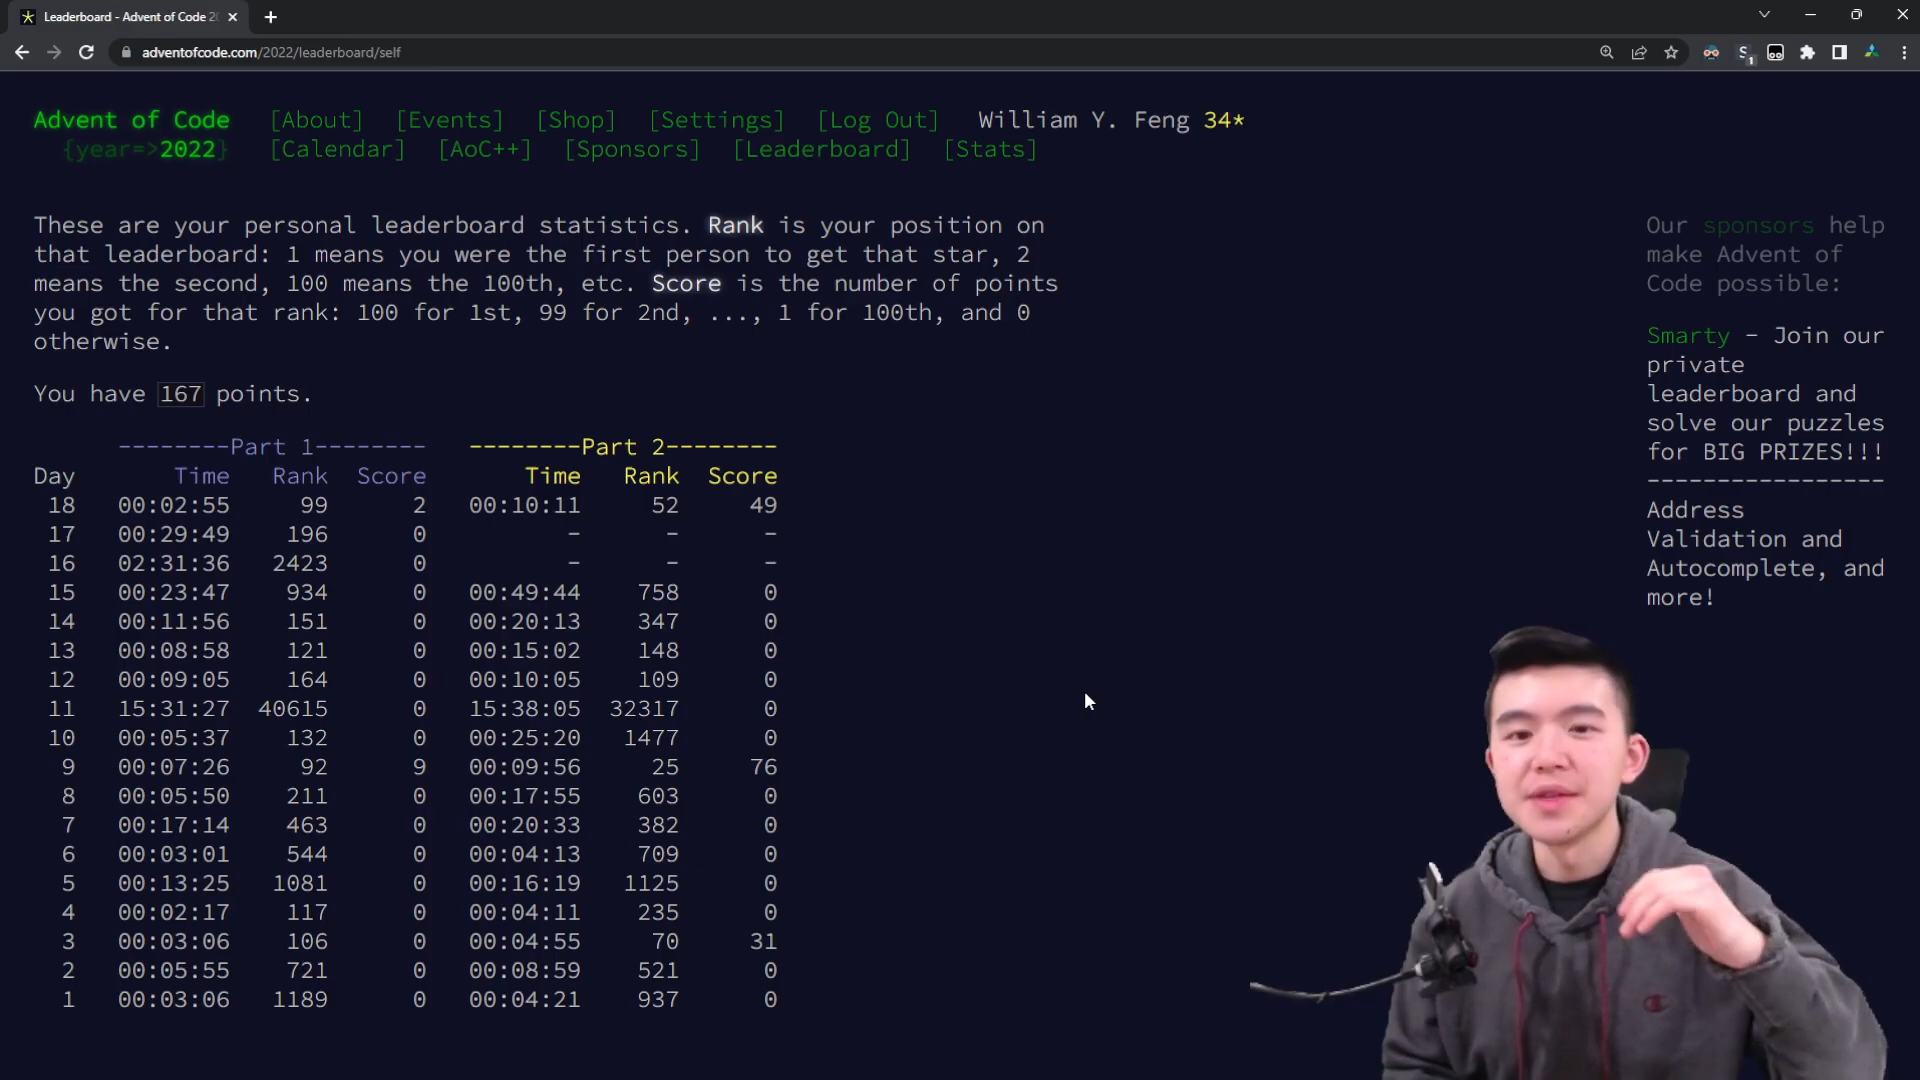 Leaderboard - Advent of Code 2
adventofcode.com/2022/leaderboard/self
Advent of Code [About] [Events] [Shop] [Settings] [Log Out] William Y. Feng 34*
{year=>2022} [Calendar] [AoC++] [Sponsors] [Leaderboard] [Stats]
These are your personal leaderboard statistics. Rank is your position on
that leaderboard: 1 means you were the first person to get that star, 2
means the second, 100 means the 100th, etc. Score is the number of points
you got for that rank: 100 for 1st, 99 for 2nd, ..., 1 for 100th, and 0
otherwise.
You have 167 points.
--------Part 1-------- --------Part 2--------
Day Time Rank Score Time Rank Score
18 00:02:55 99 2 00:10:11 52 49
17 00:29:49 196 0 - - -
16 02:31:36 2423 0 - - -
15 00:23:47 934 0 00:49:44 758 0
14 00:11:56 151 0 00:20:13 347 0
13 00:08:58 121 0 00:15:02 148 0
12 00:09:05 164 0 00:10:05 109 0
11 15:31:27 40615 0 15:38:05 32317 0
10 00:05:37 132 0 00:25:20 1477 0
9 00:07:26 92 9 00:09:56 25 76
8 00:05:50 211 0 00:17:55 603 0
7 00:17:14 463 0 00:20:33 382 0
6 00:03:01 544 0 00:04:13 709 0
5 00:13:25 1081 0 00:16:19 1125 0
4 00:02:17 117 0 00:04:11 235 0
3 00:03:06 106 0 00:04:55 70 31
2 00:05:55 721 0 00:08:59 521 0
1 00:03:06 1189 0 00:04:21 937 0
Our sponsors help
make Advent of
Code possible:
Smarty - Join our
private
leaderboard and
solve our puzzles
for BIG PRIZES!!!
-----------------
Address
Validation and
Autocomplete, and
more!